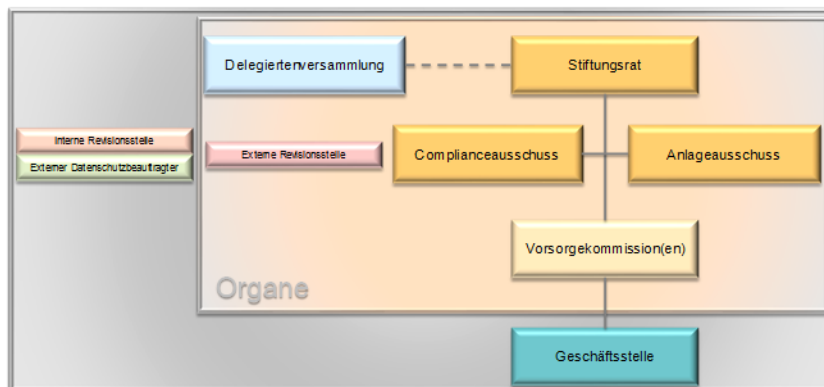 Delegiertenversammlung
Stiftungsrat
Interne Revisionsstelle
Externer Datenschutzbeauftragter
Externe Revisionsstelle
Complianceausschuss
Anlageausschuss
Vorsorgekommission(en)
Organe
Geschäftsstelle